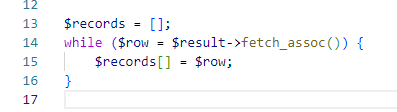 12
13 $records = [];
14 while ($row = $result->fetch_assoc()) {
15     $records[] = $row;
16 }
17